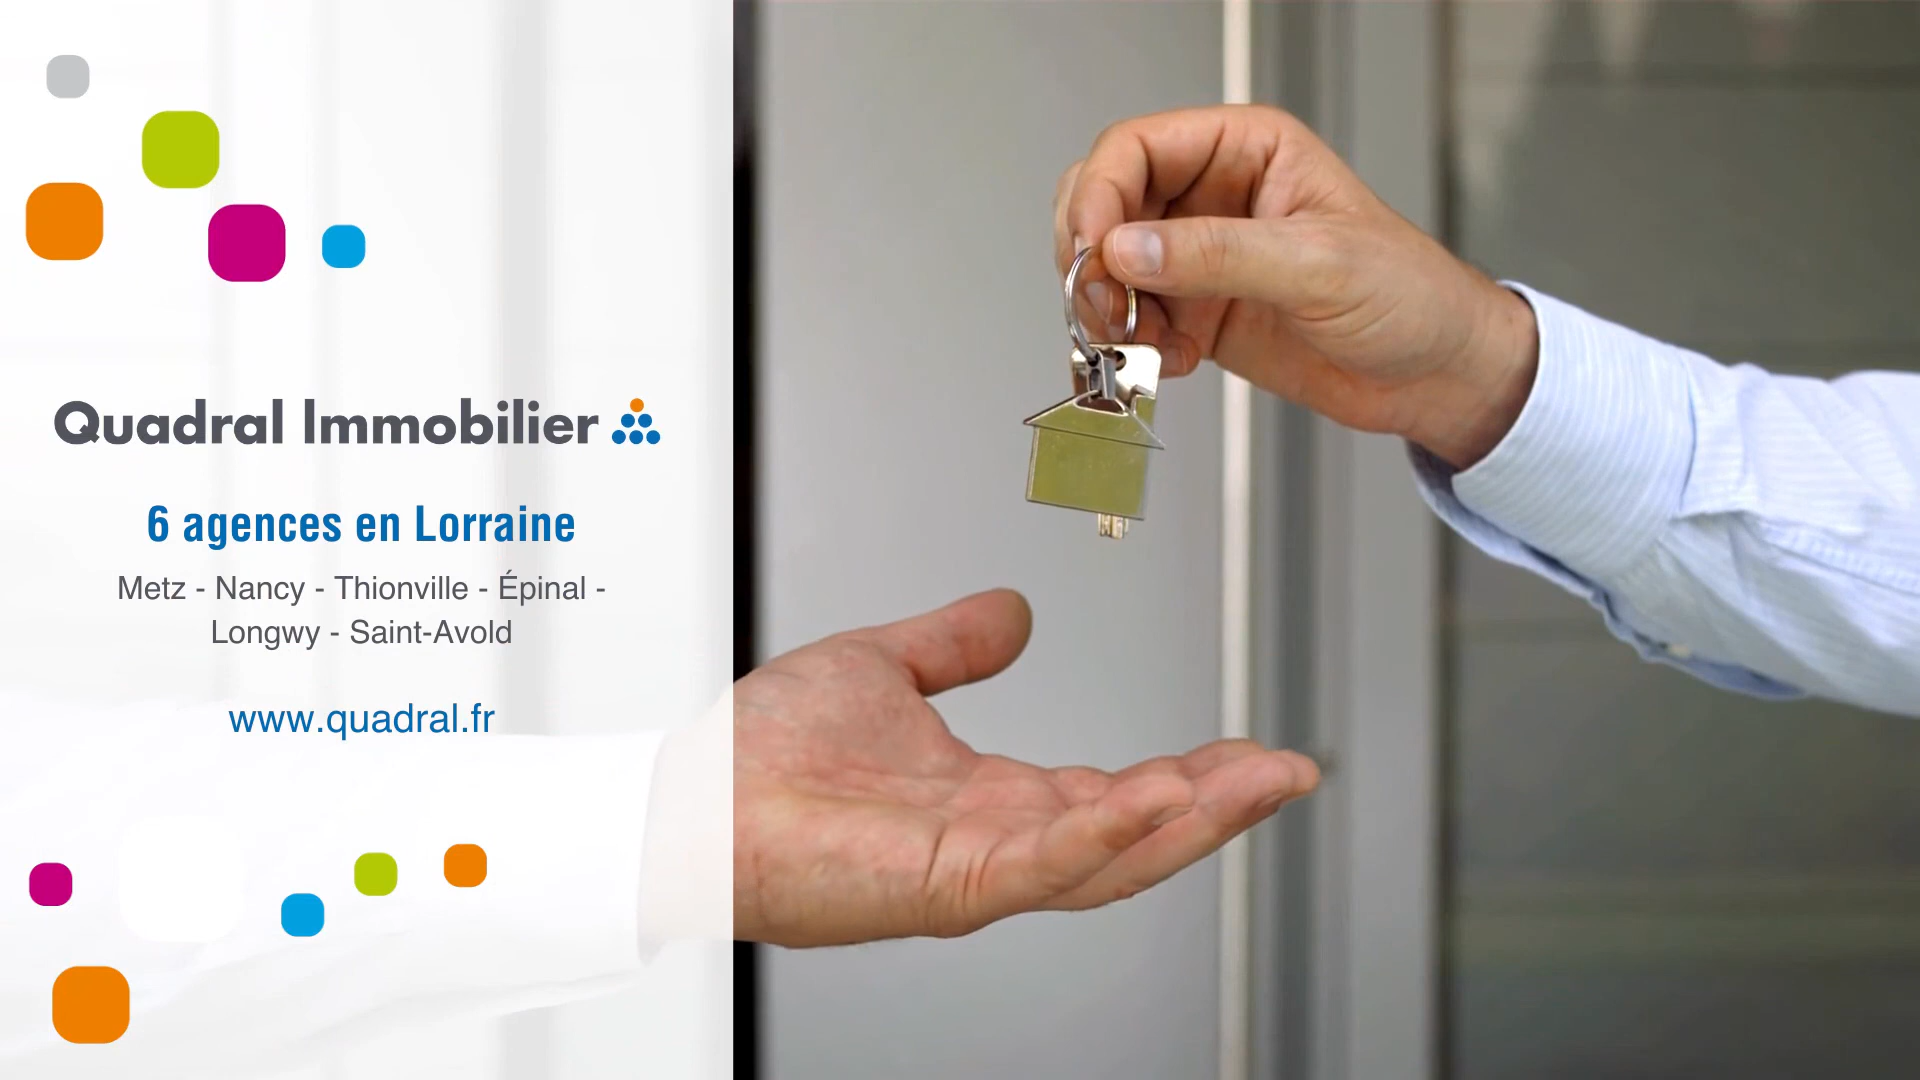 Quadral Immobilier
6 agences en Lorraine
Metz - Nancy - Thionville - Épinal -
Longwy - Saint-Avold
www.quadral.fr